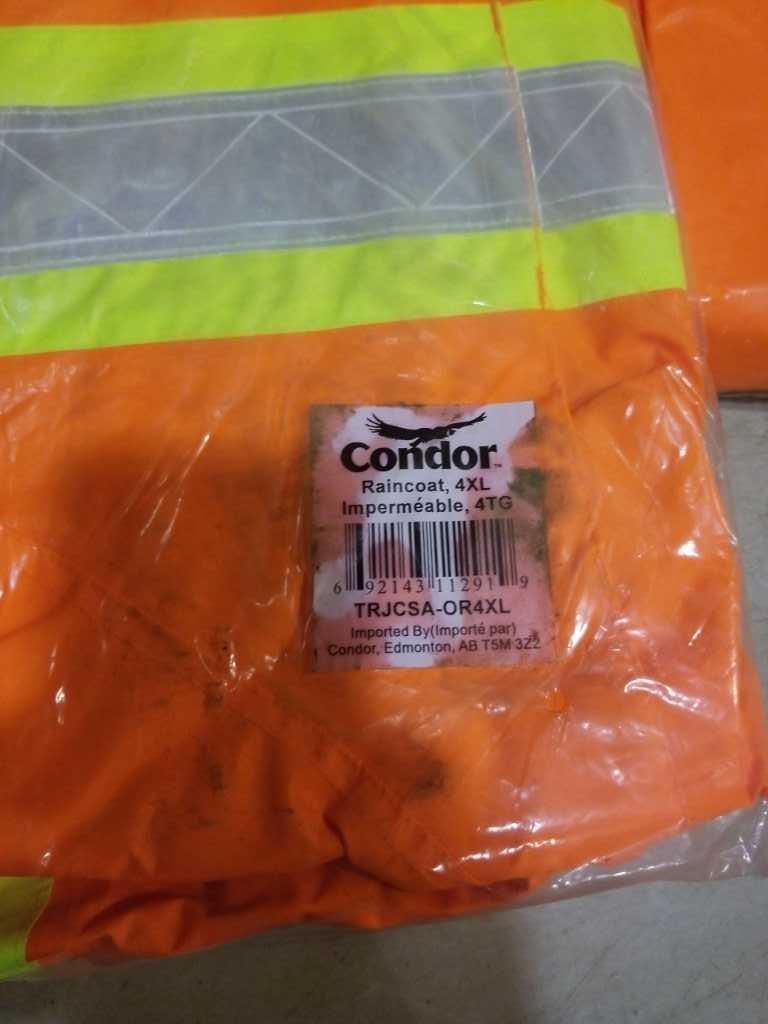 Condor™
Raincoat, 4XL
Imperméable, 4TG
6 92143 11291 9
TRJCSA-OR4XL
Imported By(Importé par)
Condor, Edmonton, AB T5M 3Z2